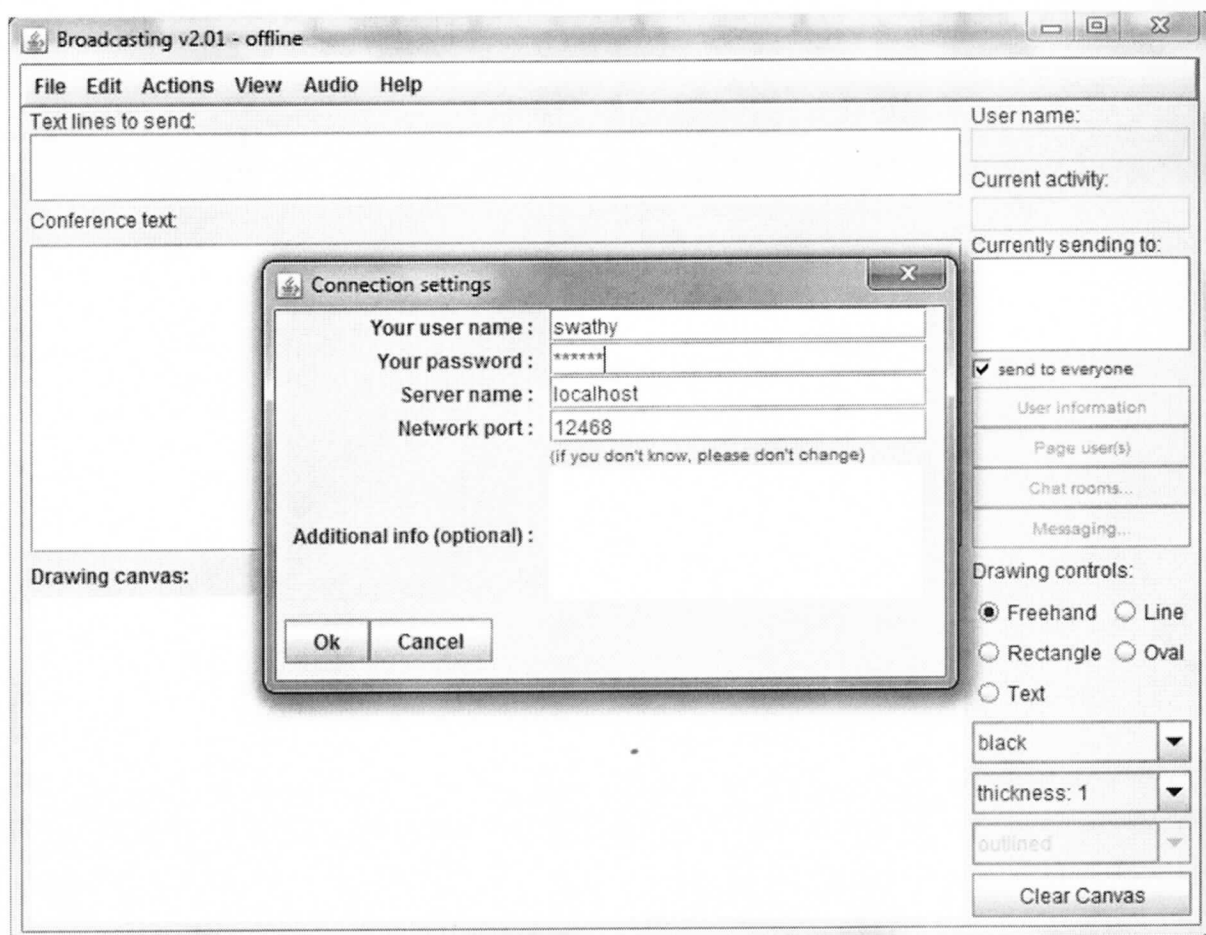 Broadcasting v2.01 - offline
File Edit Actions View Audio Help
Text lines to send:
User name:
Current activity:
Conference text:
Currently sending to:
Connection settings
Your user name : swathy
Your password : ******
Server name : localhost
Network port : 12468
(if you don't know, please don't change)
Additional info (optional) :
Ok Cancel
send to everyone
User information
Page user(s)
Chat rooms...
Messaging...
Drawing canvas:
Drawing controls:
Freehand Line
Rectangle Oval
Text
black
thickness: 1
outlined
Clear Canvas